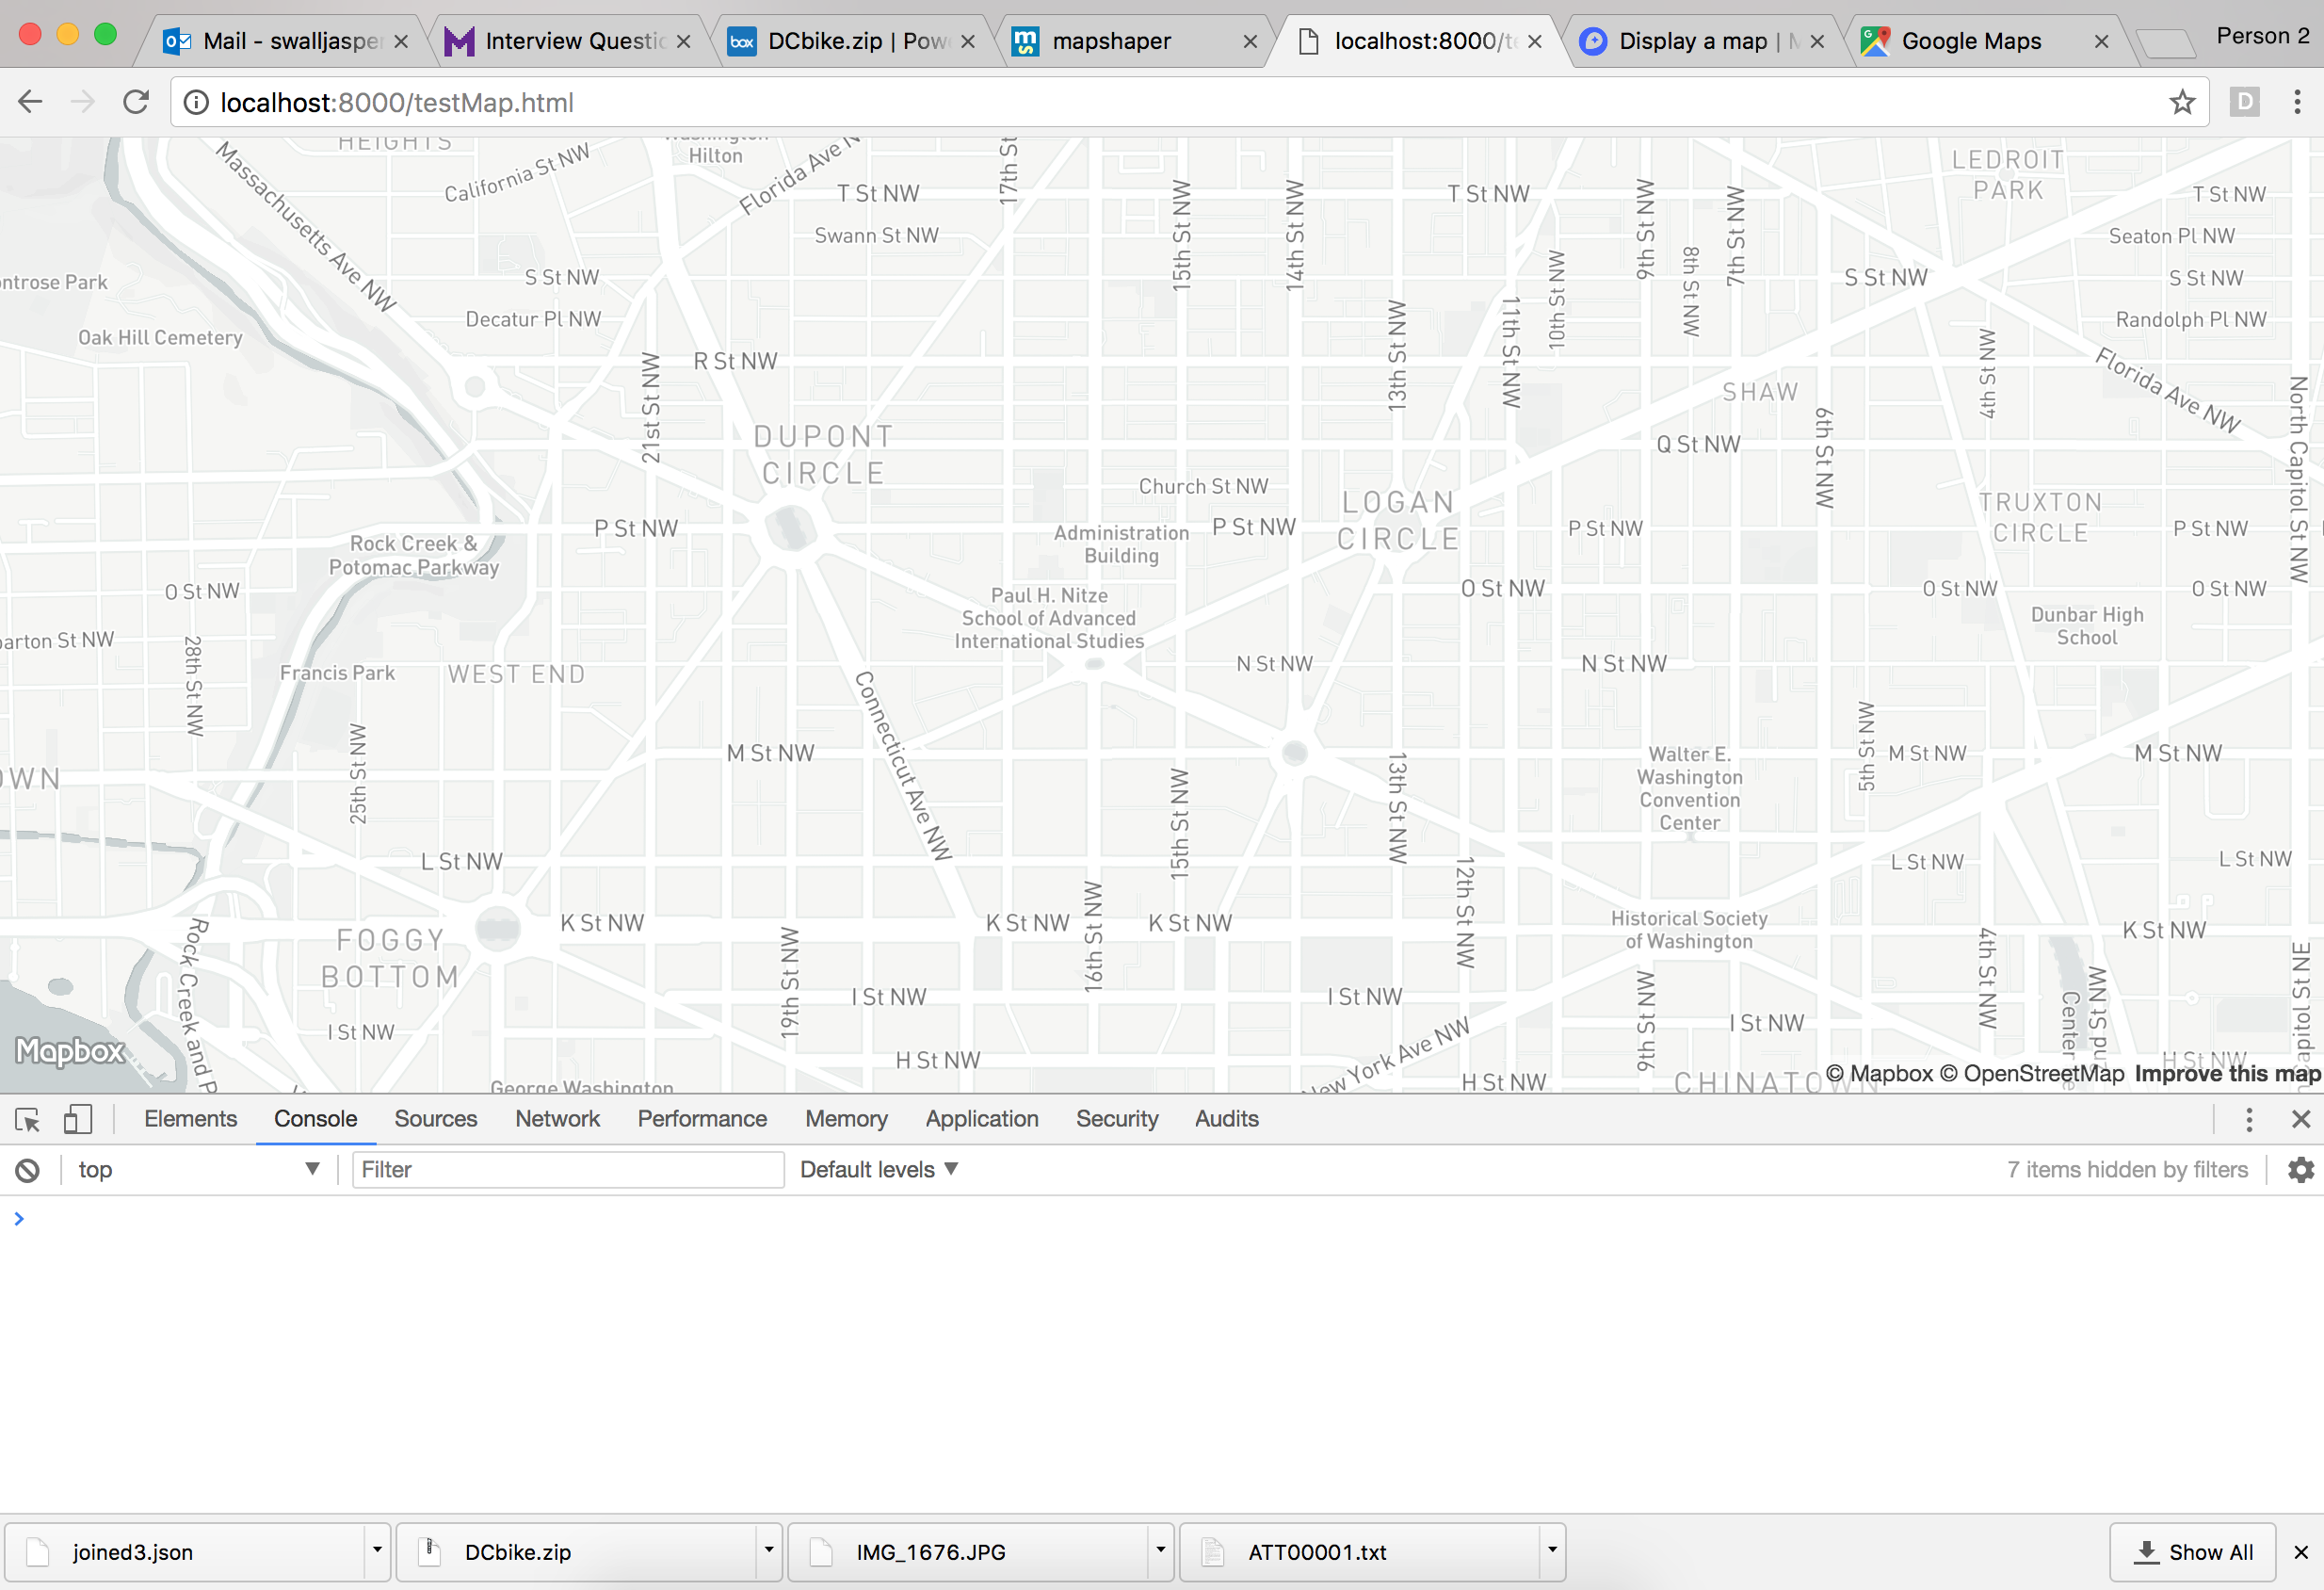 Mail - swalljasper
Interview Questio
DCbike.zip | Pow
mapshaper
localhost:8000/te
Display a map | M
Google Maps
Person 2
localhost:8000/testMap.html
D
HEIGHTS
Massachusetts Ave NW
California St NW
Washington
Hilton
Florida Ave N
T St NW
17th St
T St NW
LEDROIT
PARK
T St NW
Swann St NW
15th St NW
14th St NW
9th St NW
8th St NW
7th St NW
Seaton Pl NW
ntrose Park
S St NW
10th St NW
S St NW
S St NW
Oak Hill Cemetery
Decatur Pl NW
13th St NW
11th St NW
Randolph Pl NW
21st St NW
R St NW
4th St NW
Florida Ave NW
SHAW
North Capitol St NW
DUPONT
CIRCLE
Q St NW
6th St NW
Church St NW
LOGAN
CIRCLE
TRUXTON
CIRCLE
P St NW
Administration
Building
P St NW
P St NW
P St NW
Rock Creek &
Potomac Parkway
O St NW
Paul H. Nitze
School of Advanced
International Studies
O St NW
O St NW
O St NW
Dunbar High
School
arton St NW
28th St NW
Francis Park
WEST END
N St NW
N St NW
Connecticut Ave NW
25th St NW
M St NW
13th St NW
Walter E.
Washington
Convention
Center
5th St NW
M St NW
M St NW
OWN
15th St NW
L St NW
12th St NW
L St NW
L St NW
16th St NW
K St NW
K St NW
K St NW
Historical Society
of Washington
K St NW
FOGGY
BOTTOM
Rock Creek and P
19th St NW
I St NW
I St NW
9th St NW
4th St NW
Center
Capitol St NE
I St NW
I St NW
H St NW
New York Ave NW
H St NW
H St NW
George Washington
CHINATOW
Mapbox
© Mapbox © OpenStreetMap Improve this map
Elements Console Sources Network Performance Memory Application Security Audits
top Filter Default levels 7 items hidden by filters
joined3.json
DCbike.zip
IMG_1676.JPG
ATT00001.txt
Show All